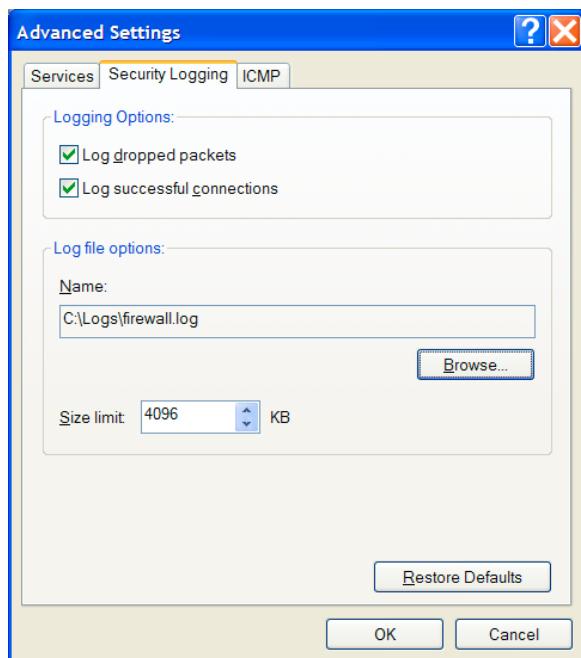 Advanced Settings
Services Security Logging ICMP
Logging Options:
Log dropped packets
Log successful connections
Log file options:
Name:
C:\Logs\firewall.log
Browse...
Size limit: 4096 KB
Restore Defaults
OK Cancel